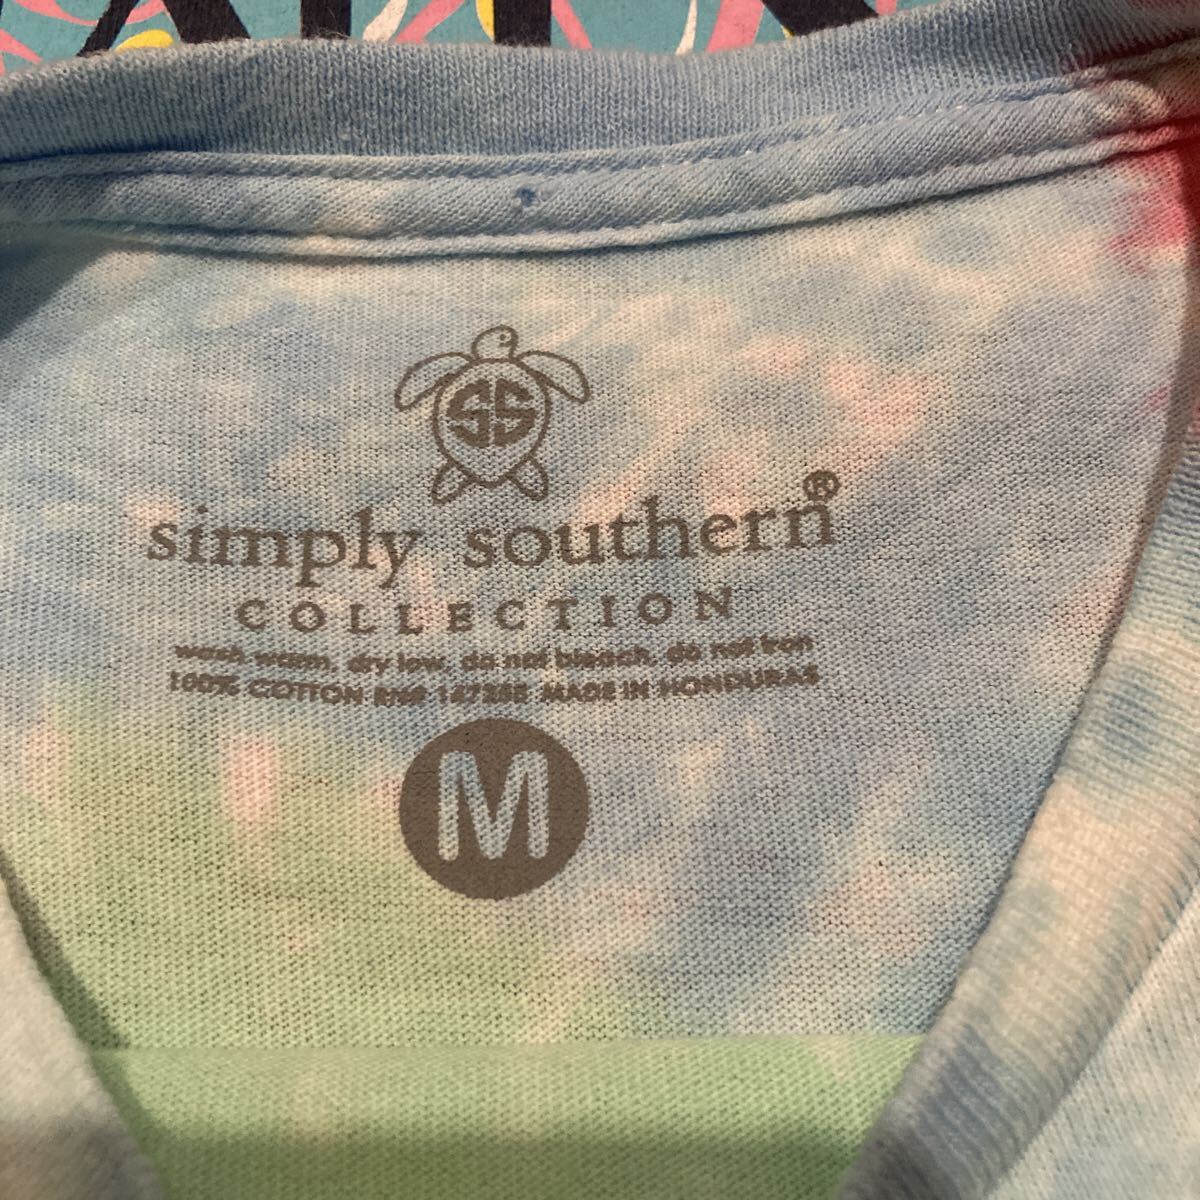 SS
simply southern®
COLLECTION
wash warm, dry low, do not bleach, do not iron
100% COTTON RN# MADE IN HONDURAS
M